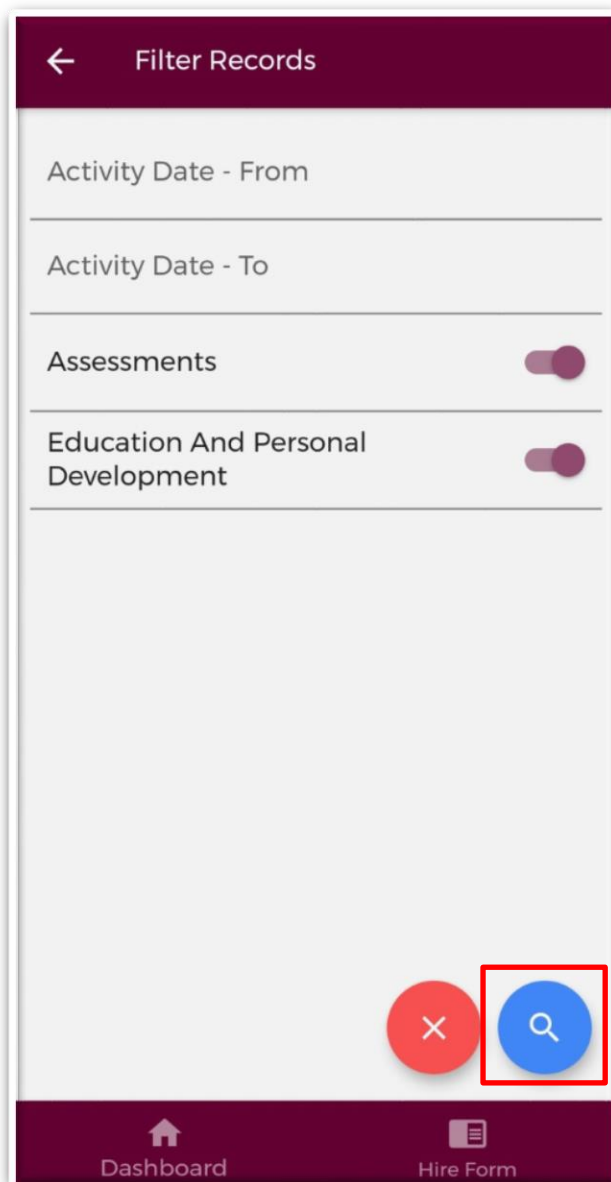 Filter Records
Activity Date - From
Activity Date - To
Assessments
Education And Personal
Development
Dashboard
Hire Form